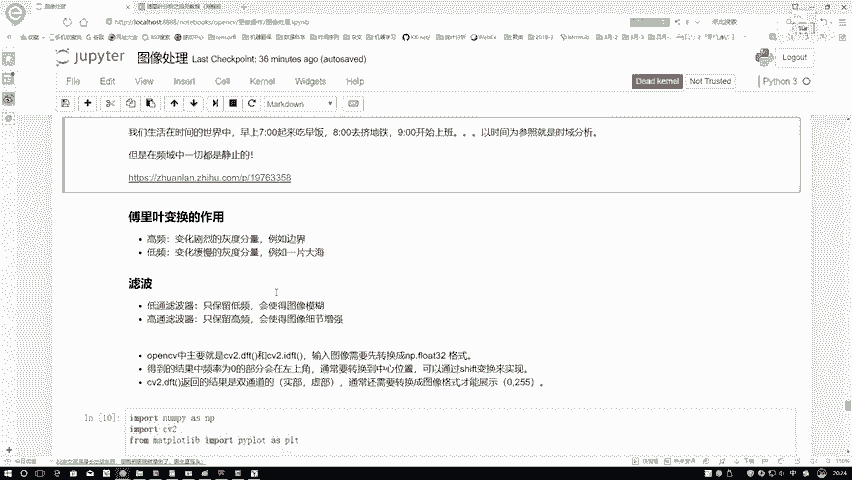 http://localhost:8888/notebooks/opencv/
jupyter 图像处理 Last Checkpoint: 36 minutes ago (autosaved)
Logout
File Edit View Insert Cell Kernel Widgets Help
Dead kernel Not Trusted Python 3
Markdown
我们生活在时间的世界中，早上7:00起来吃早饭，8:00去挤地铁，9:00开始上班。。。以时间为参照就是时域分析。
但是在频域中一切都是静止的！
https://zhuanlan.zhihu.com/p/19763358
傅里叶变换的作用
高频：变化剧烈的灰度分量，例如边界
低频：变化缓慢的灰度分量，例如一片大海
滤波
低通滤波器：只保留低频，会使得图像模糊
高通滤波器：只保留高频，会使得图像细节增强
opencv中主要就是cv2.dft()和cv2.idft()，输入图像需要先转换成np.float32 格式。
得到的结果中频率为0的部分会在左上角，通常要转换到中心位置，可以通过shift变换来实现。
cv2.dft()返回的结果是双通道的（实部，虚部），通常还需要转换成图像格式才能展示（0,255）。
In [10]: import numpy as np
import cv2
from matplotlib import pyplot as plt
20:24